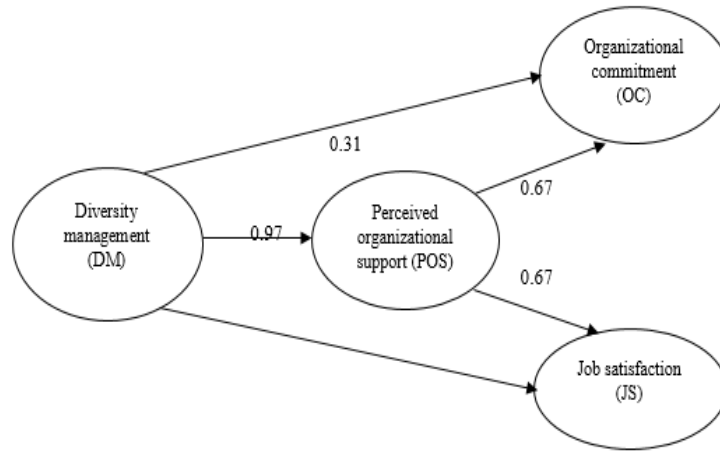 Organizational
commitment
(OC)
0.31
0.67
Diversity
management
(DM)
0.97
Perceived
organizational
support (POS)
0.67
Job satisfaction
(JS)